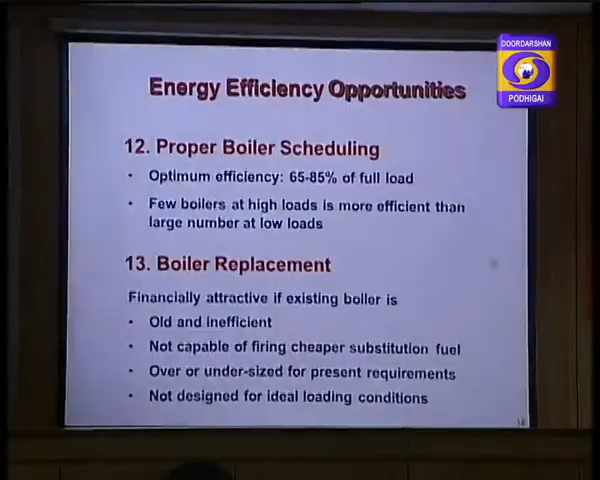 DOORDARSHAN
PODHIGAI
Energy Efficiency Opportunities
12. Proper Boiler Scheduling
• Optimum efficiency: 65-85% of full load
• Few boilers at high loads is more efficient than
large number at low loads
13. Boiler Replacement
Financially attractive if existing boiler is
• Old and inefficient
• Not capable of firing cheaper substitution fuel
• Over or under-sized for present requirements
• Not designed for ideal loading conditions